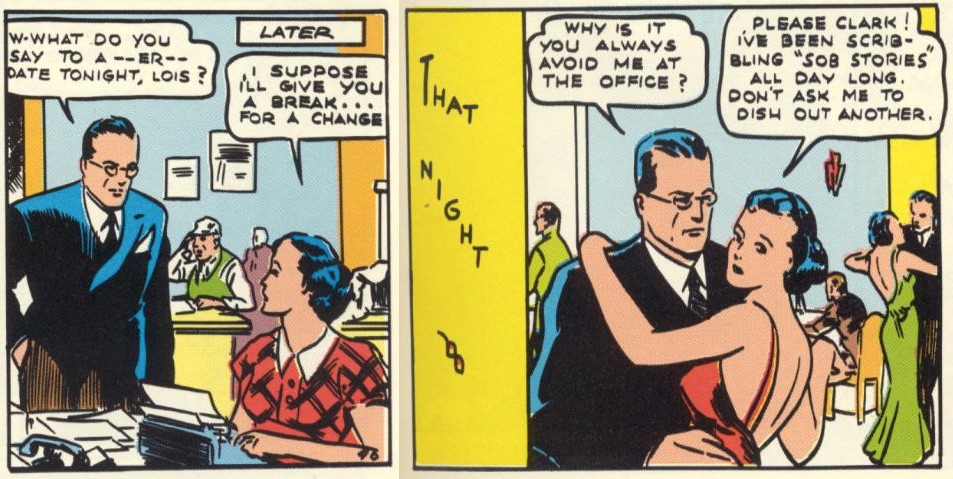 LATER
W-WHAT DO YOU
SAY TO A --ER--
DATE TONIGHT, LOIS?
I SUPPOSE
I'LL GIVE YOU
A BREAK...
FOR A CHANGE
46
THAT
NIGHT
WHY IS IT
YOU ALWAYS
AVOID ME AT
THE OFFICE?
PLEASE CLARK!
I'VE BEEN SCRIB-
BLING "SOB STORIES"
ALL DAY LONG.
DON'T ASK ME TO
DISH OUT ANOTHER.